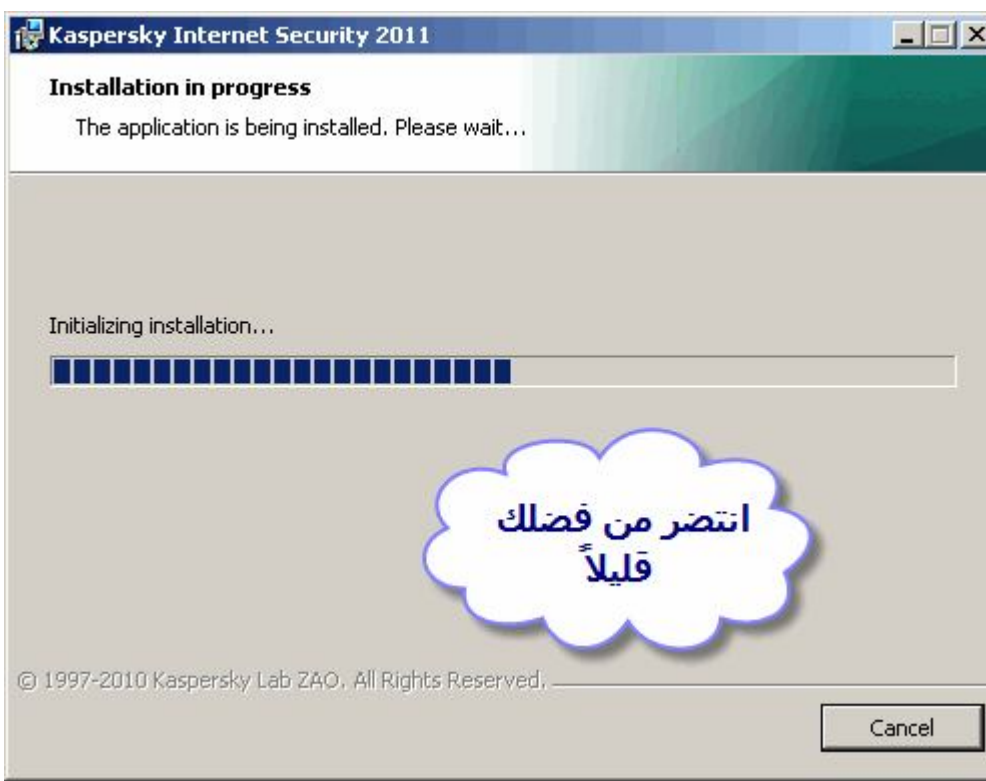 Kaspersky Internet Security 2011
Installation in progress
The application is being installed. Please wait...
Initializing installation...
انتضر من فضلك
قليلاً
© 1997-2010 Kaspersky Lab ZAO. All Rights Reserved.
Cancel